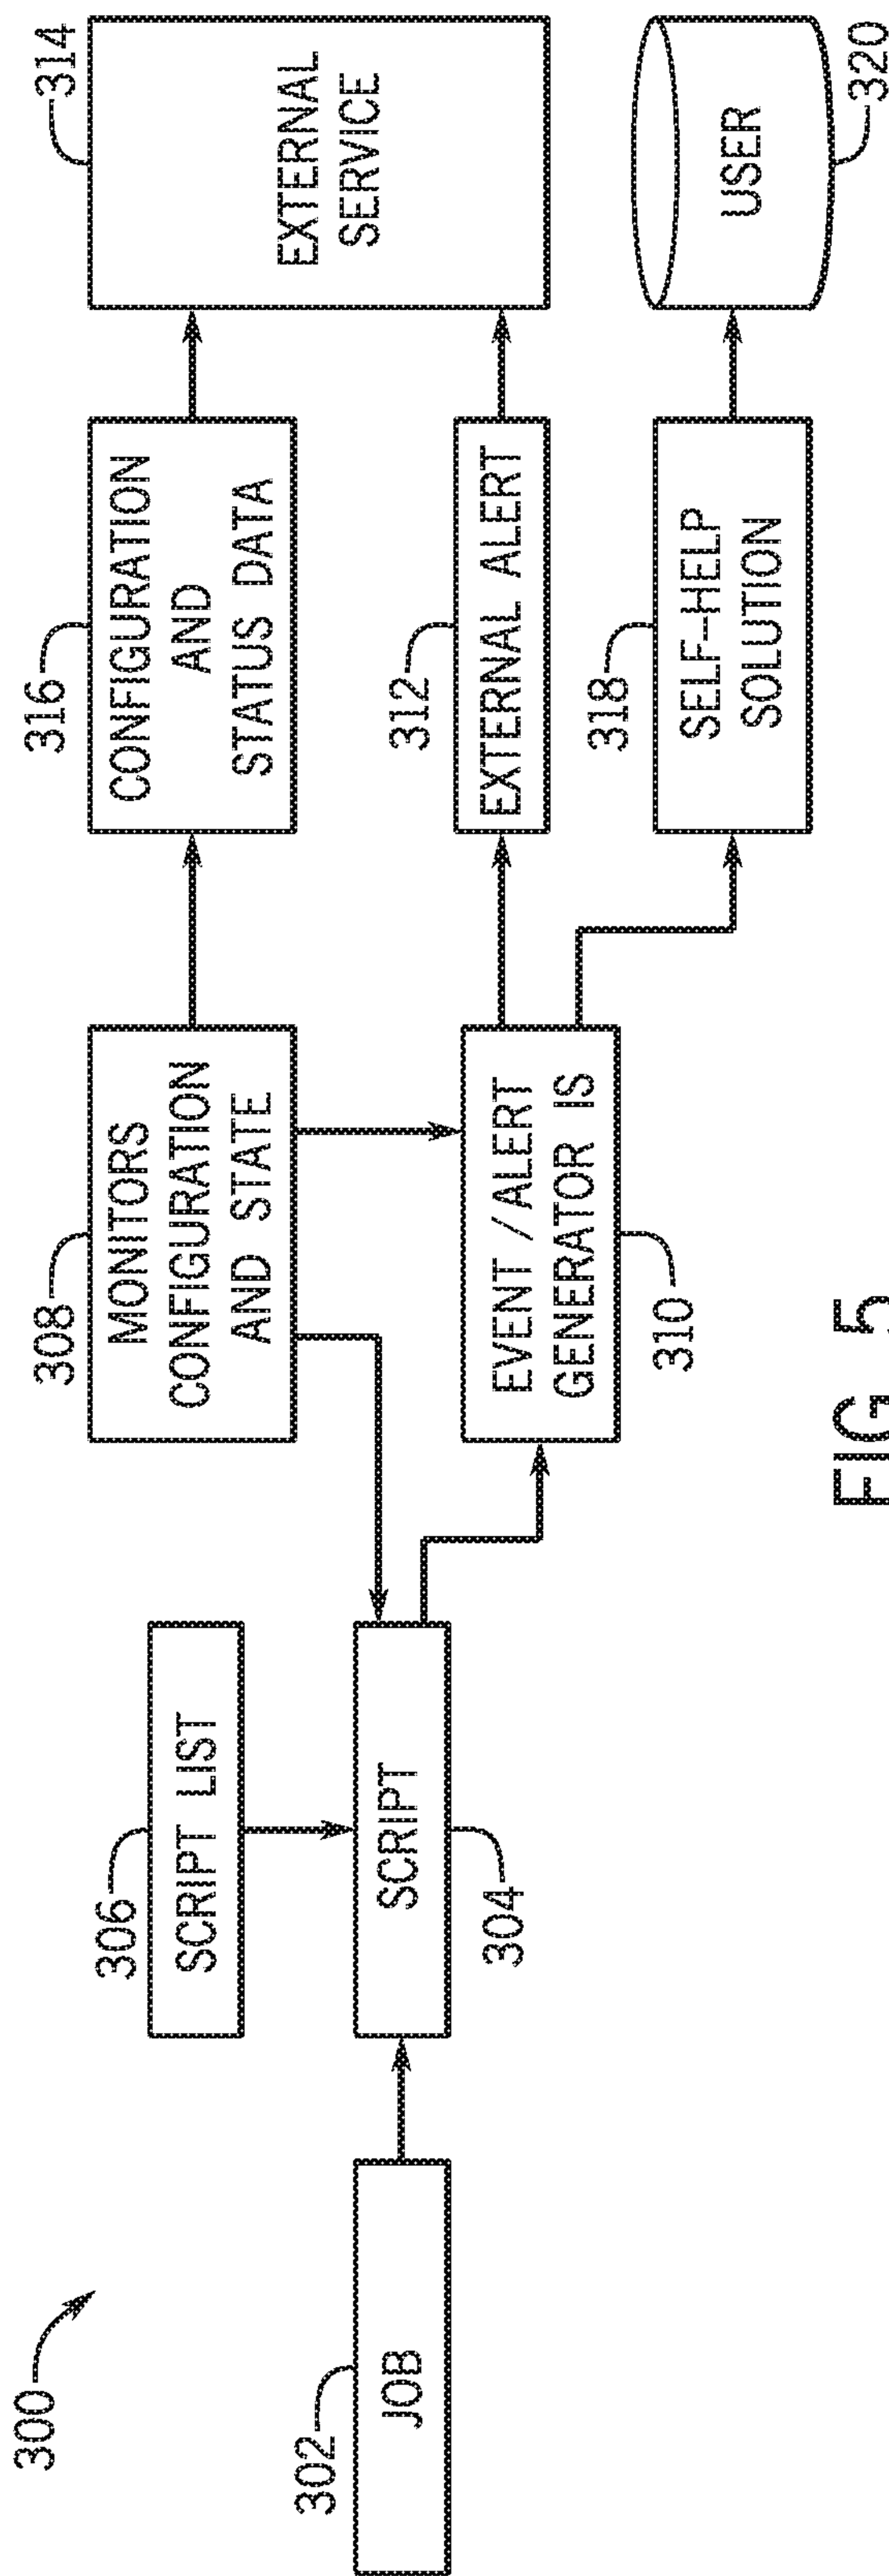 300
302
JOB
306
SCRIPT LIST
SCRIPT
304
308
MONITORS
CONFIGURATION
AND STATE
EVENT/ALERT
GENERATOR IS
310
316
CONFIGURATION
AND
STATUS DATA
312
EXTERNAL ALERT
318
SELF-HELP
SOLUTION
314
EXTERNAL
SERVICE
USER
320
FIG. 5